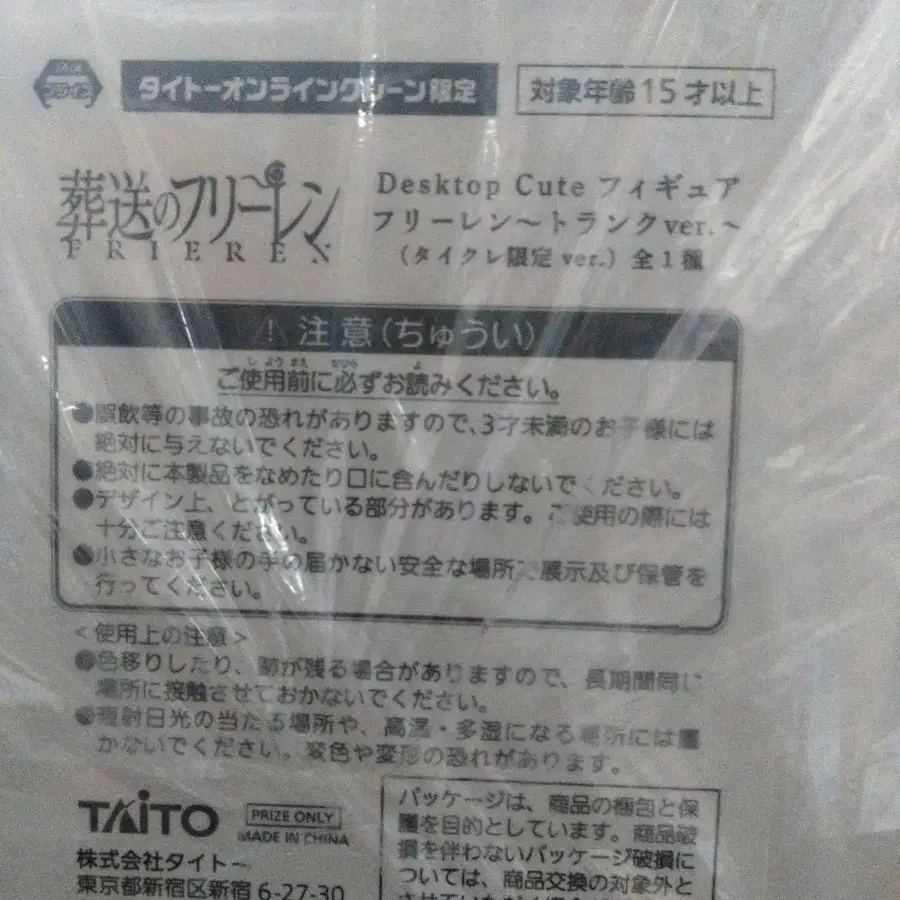 タイトーオンラインクレーン限定
対象年齢15才以上
葬送のフリーレン
FRIEREN
Desktop Cute フィギュア
フリーレン〜トランクver.〜
(タイクレ限定 ver.) 全1種
注意(ちゅうい)
ご使用前に必ずお読みください。
●誤飲等の事故の恐れがありますので、3才未満のお子様には
絶対に与えないでください。
●絶対に本製品をなめたり口に含んだりしないでください。
●デザイン上、とがっている部分があります。ご使用の際には
十分ご注意ください。
●小さなお子様の手の届かない安全な場所で展示及び保管を
行ってください。
<使用上の注意>
●色移りしたり、跡が残る場合がありますので、長期間同じ
場所に接触させておかないでください。
●直射日光の当たる場所や、高温・多湿になる場所には置
かないでください。変色や変形の恐れがあります。
TAITO
PRIZE ONLY
MADE IN CHINA
株式会社タイトー
東京都新宿区新宿6-27-30
パッケージは、商品の梱包と保
護を目的としています。商品破
損を伴わないパッケージ破損に
ついては、商品交換の対象外と